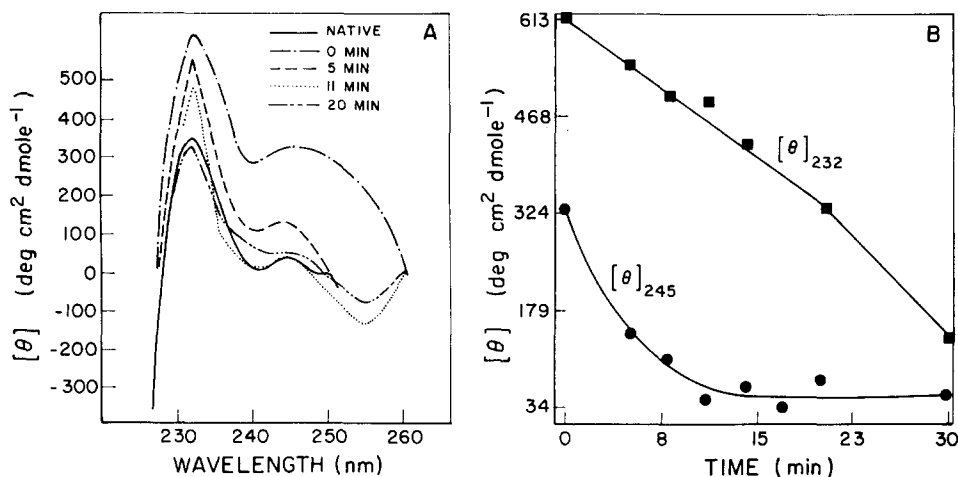 A
NATIVE
0 MIN
5 MIN
11 MIN
20 MIN
500
400
300
200
100
0
-100
-200
-300
[θ] (deg cm² dmole⁻¹)
230 240 250 260
WAVELENGTH (nm)
B
613
468
324
179
34
[θ] (deg cm² dmole⁻¹)
[θ]₂₃₂
[θ]₂₄₅
0 8 15 23 30
TIME (min)